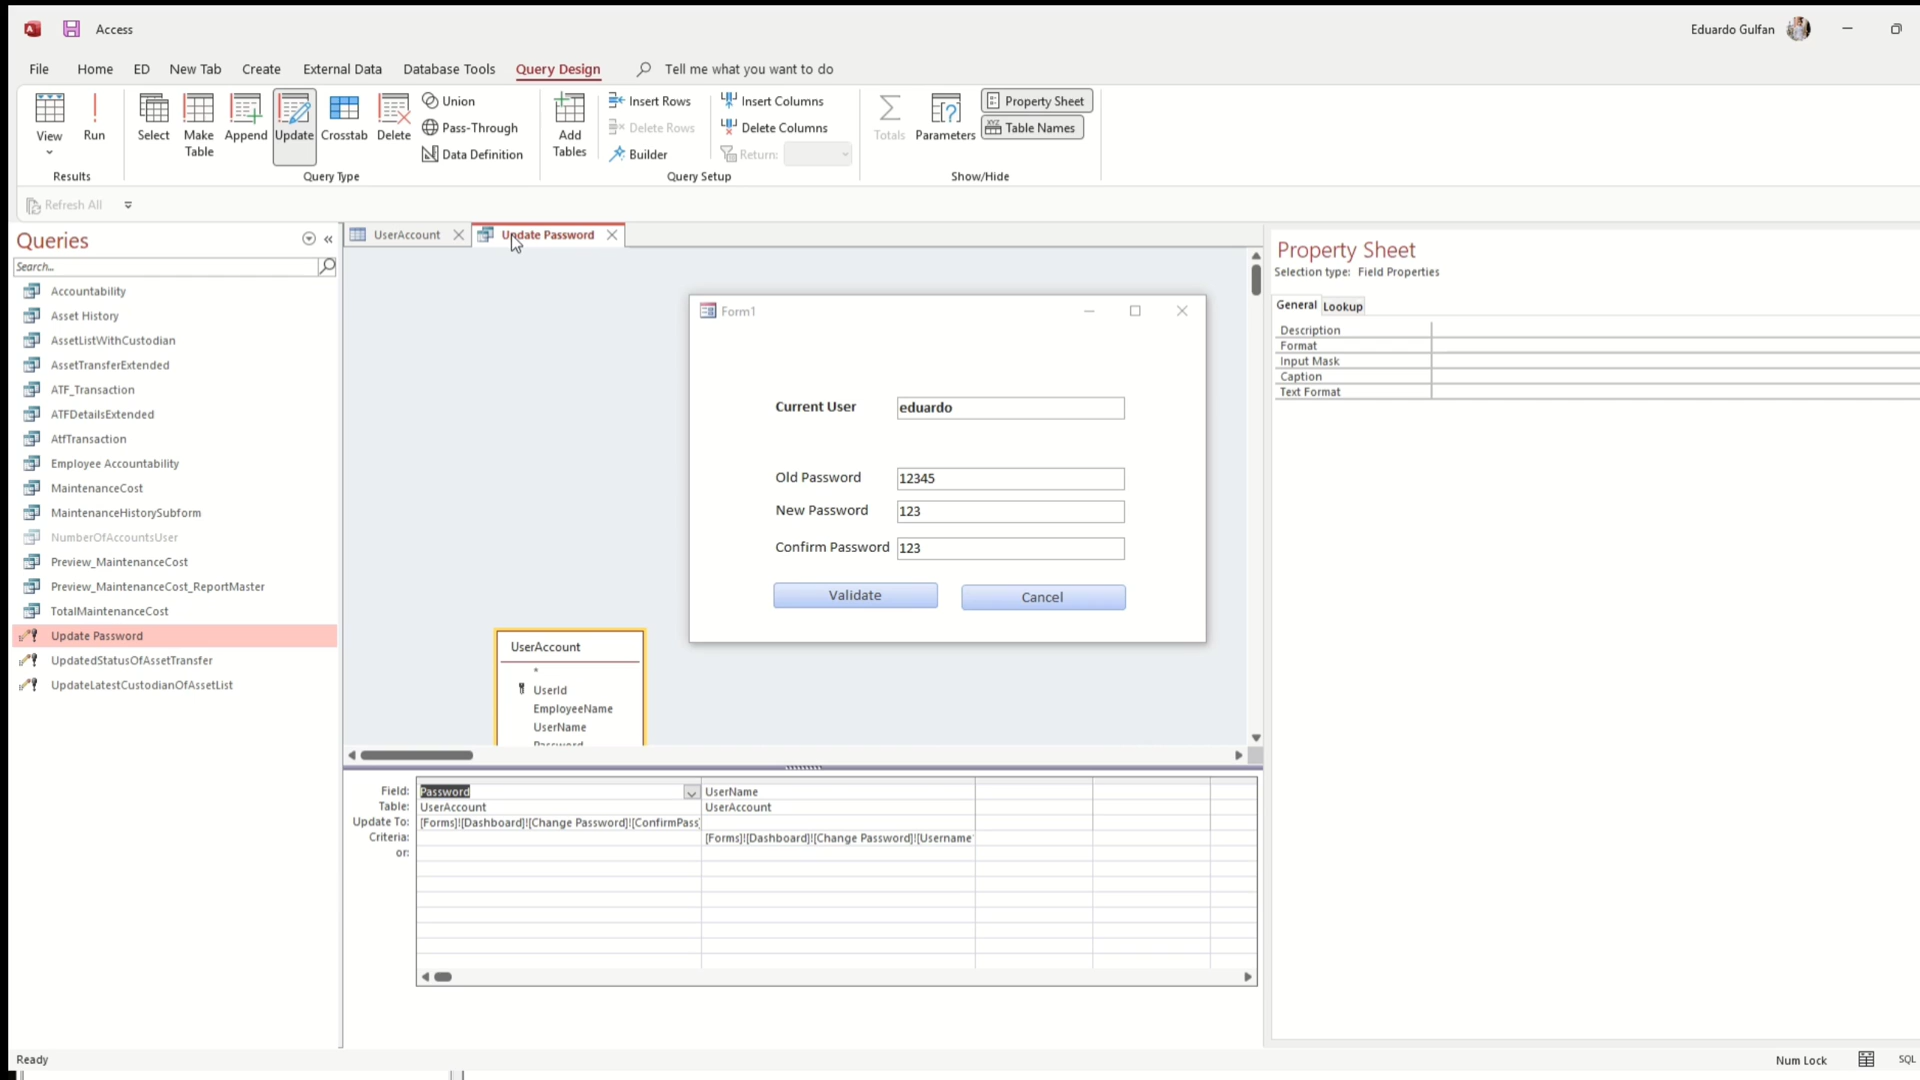 Access
Eduardo Gulfan
File Home ED New Tab Create External Data Database Tools Query Design Tell me what you want to do
View
Run
Select
Make Table
Append
Update
Crosstab
Delete
Union
Pass-Through
Data Definition
Add Tables
Insert Rows
Delete Rows
Builder
Insert Columns
Delete Columns
Return:
Totals
Parameters
Property Sheet
Table Names
Results
Query Type
Query Setup
Show/Hide
Refresh All
Queries
Search...
Accountability
Asset History
AssetListWithCustodian
AssetTransferExtended
ATF_Transaction
ATFDetailsExtended
AtfTransaction
Employee Accountability
MaintenanceCost
MaintenanceHistorySubform
NumberOfAccountsUser
Preview_MaintenanceCost
Preview_MaintenanceCost_ReportMaster
TotalMaintenanceCost
Update Password
UpdatedStatusOfAssetTransfer
UpdateLatestCustodianOfAssetList
UserAccount
Update Password
Form1
Current User eduardo
Old Password 12345
New Password 123
Confirm Password 123
Validate Cancel
UserAccount
*
UserId
EmployeeName
UserName
Password
Field: Password UserName
Table: UserAccount UserAccount
Update To: [Forms]![Dashboard]![Change Password]![ConfirmPass
Criteria: [Forms]![Dashboard]![Change Password]![Username
or:
Property Sheet
Selection type: Field Properties
General Lookup
Description
Format
Input Mask
Caption
Text Format
Ready
Num Lock
SQL